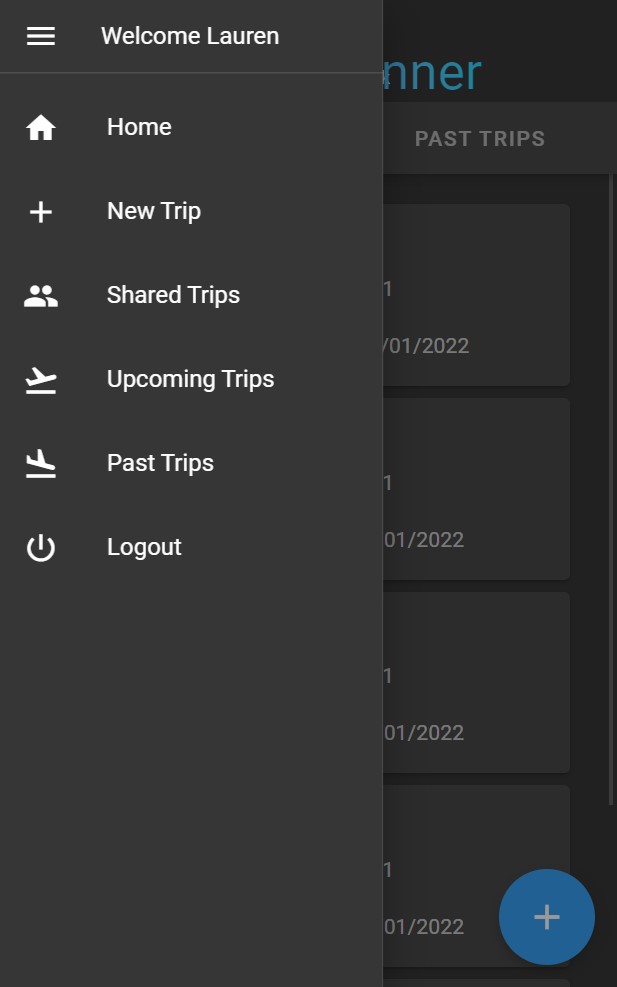 Welcome Lauren
nner
Home
PAST TRIPS
New Trip
Shared Trips
1
/01/2022
Upcoming Trips
Past Trips
1
Logout
01/2022
1
01/2022
1
01/2022